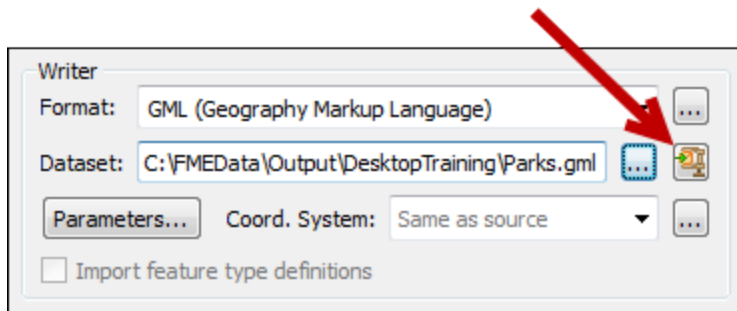 Writer
Format: GML (Geography Markup Language) ...
Dataset: C:\FMEData\Output\DesktopTraining\Parks.gml ...
Parameters... Coord. System: Same as source ...
Import feature type definitions